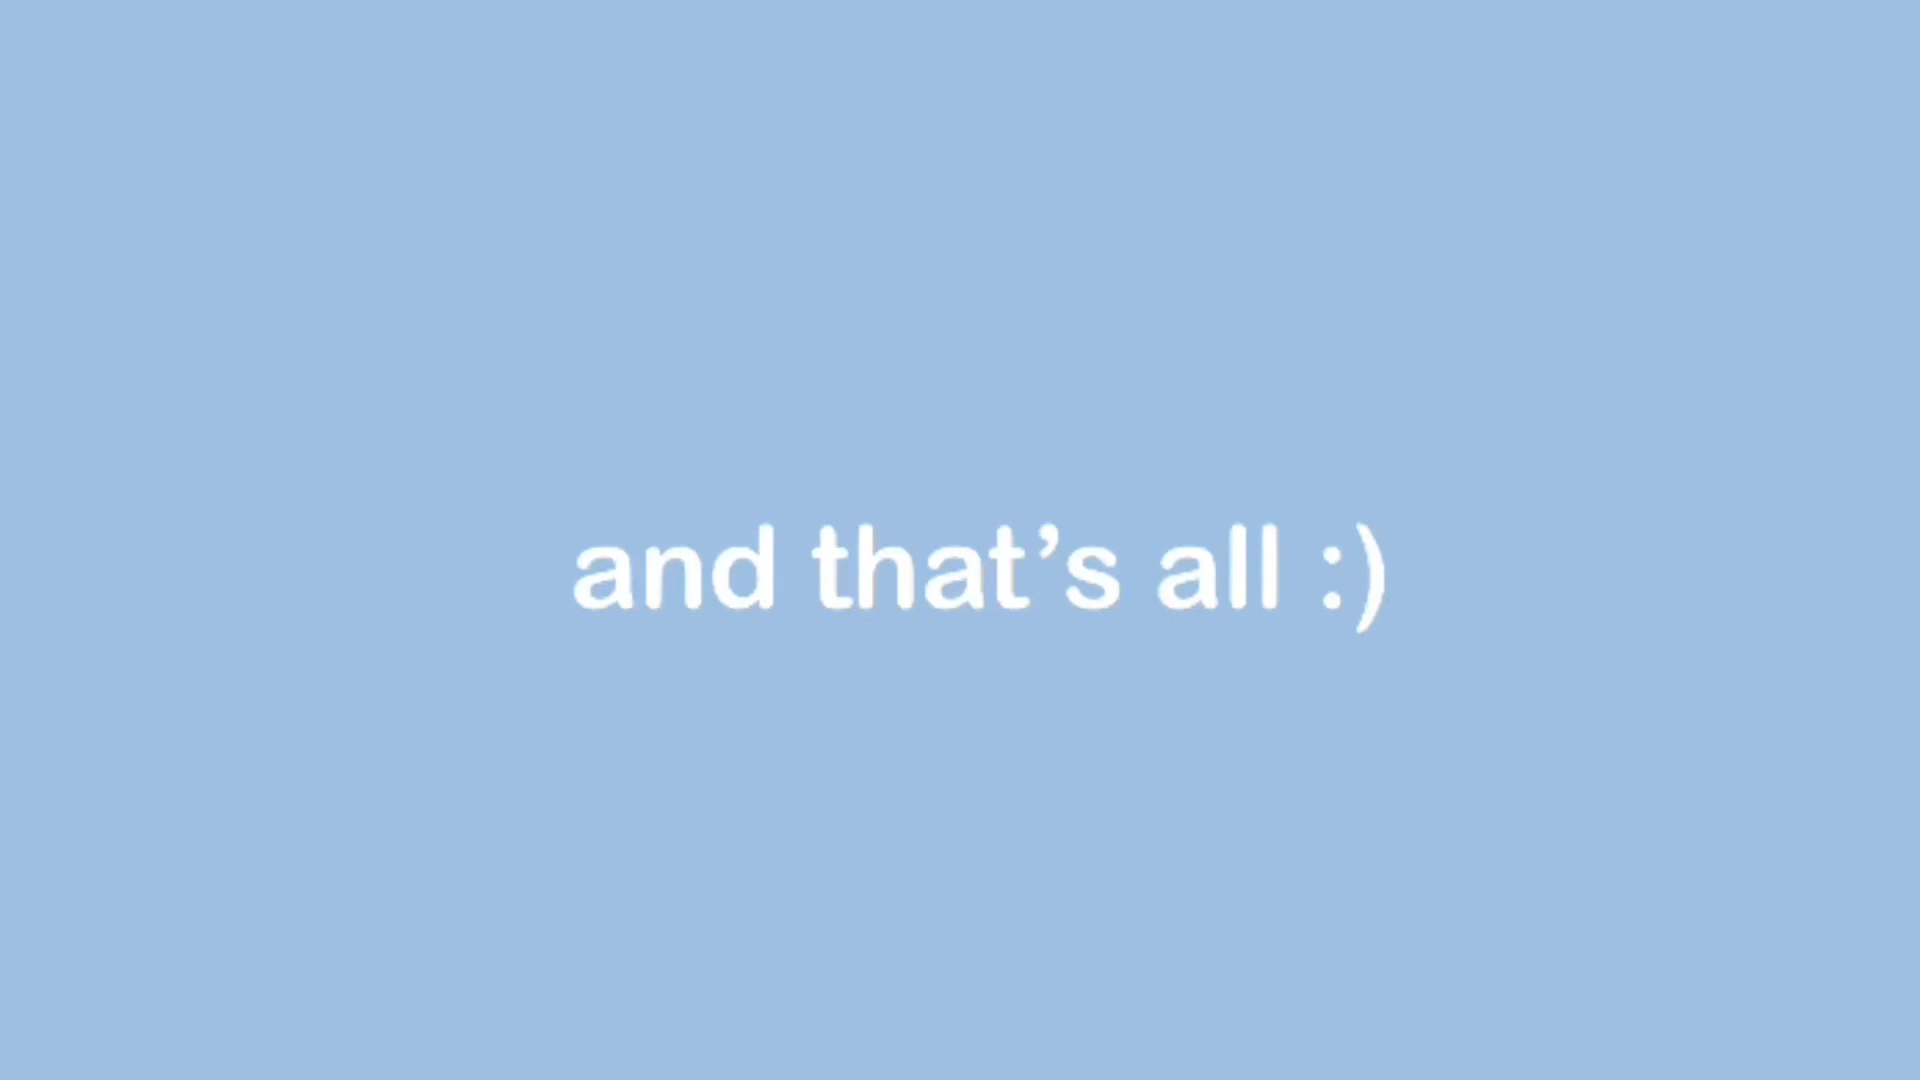 and that’s all :)